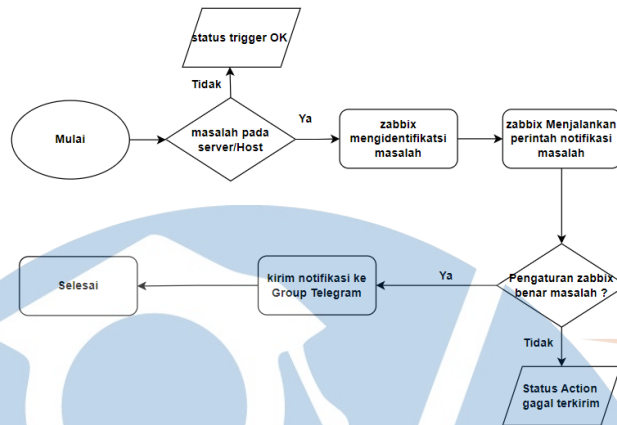 status trigger OK
Tidak
Mulai
masalah pada
server/Host
Ya
zabbix
mengidentifikatsi
masalah
zabbix Menjalankan
perintah notifikasi
masalah
Pengaturan zabbix
benar masalah ?
Ya
kirim notifikasi ke
Group Telegram
Selesai
Tidak
Status Action
gagal terkirim